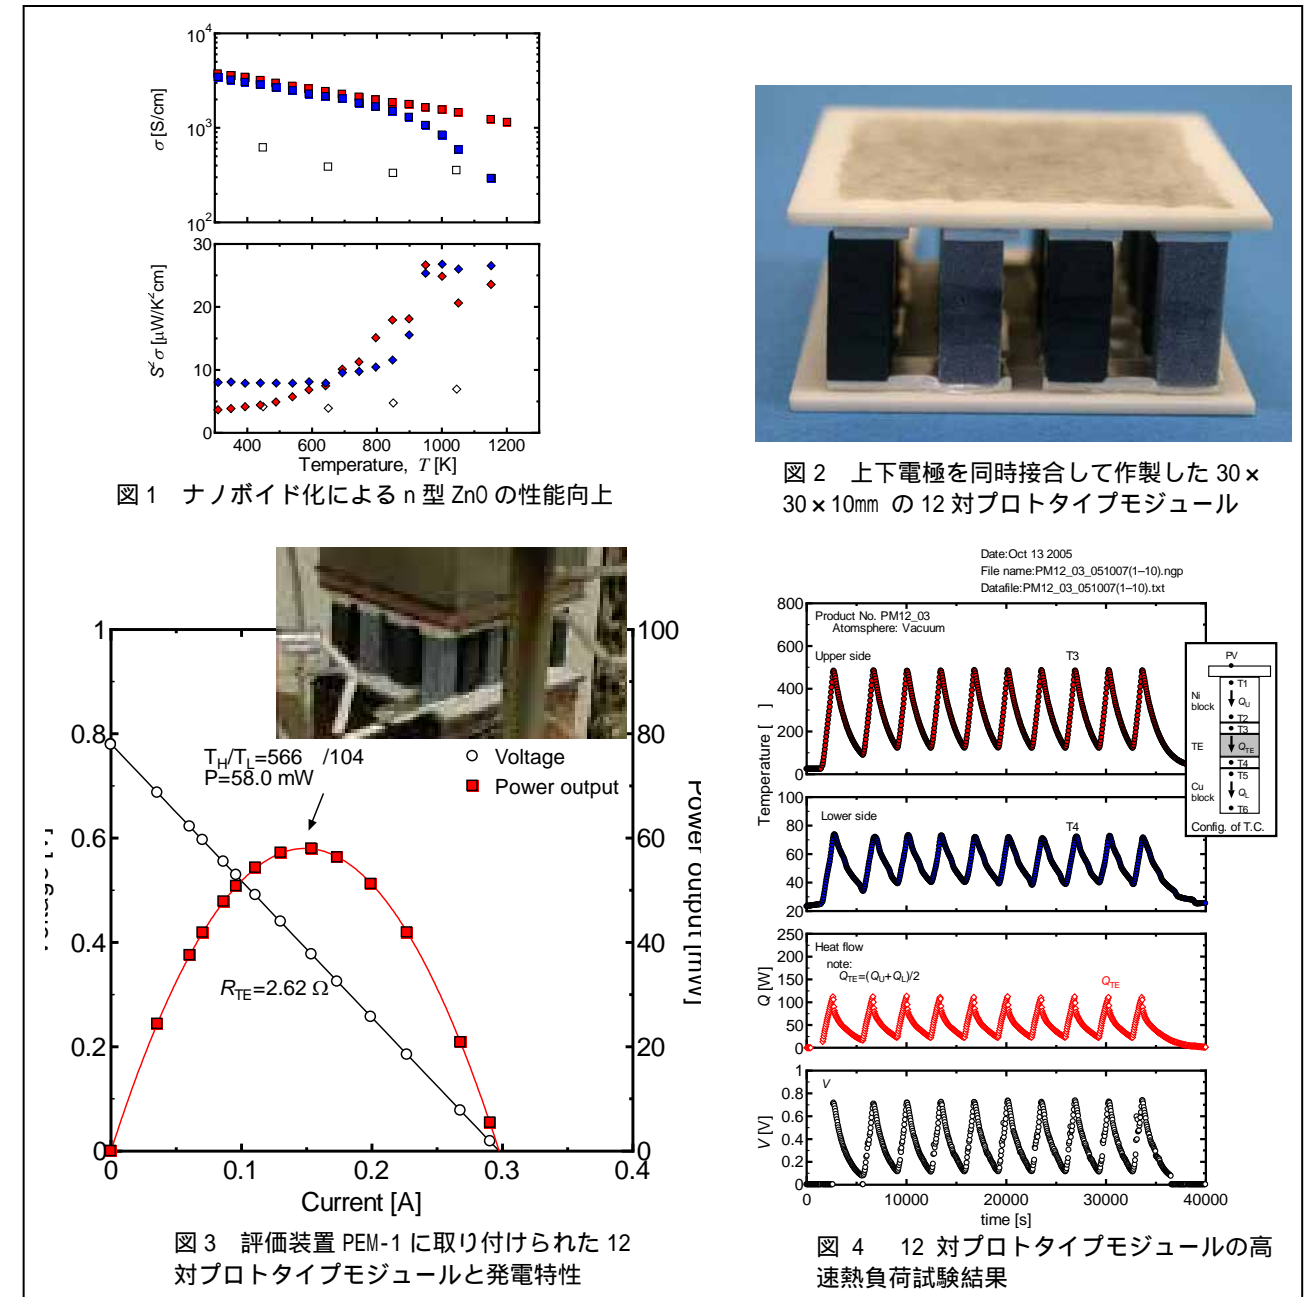 10⁴
10³
10²
σ [S/cm]
30
20
10
0
S²σ [μW/K²cm]
400 600 800 1000 1200
Temperature, T [K]
図1 ナノボイド化によるn型ZnOの性能向上
図2 上下電極を同時接合して作製した30×
30×10mm の12対プロトタイプモジュール
1
0.8
0.6
0.4
0.2
0
100
80
60
40
20
0
T_H/T_L=566 /104
P=58.0 mW
Voltage
Power output
R_TE=2.62 Ω
Power output [mW]
0 0.1 0.2 0.3 0.4
Current [A]
図3 評価装置 PEM-1 に取り付けられた12
対プロトタイプモジュールと発電特性
Date:Oct 13 2005
File name:PM12_03_051007(1–10).ngp
Datafile:PM12_03_051007(1–10).txt
800
600
400
200
0
Product No. PM12_03
Atomsphere: Vacuum
Upper side
T3
Temperature [ ]
100
80
60
40
20
Lower side
T4
250
200
150
100
50
0
Q [W]
Heat flow
note:
Q_TE=(Q_U+Q_L)/2
Q_TE
1
0.8
0.6
0.4
0.2
0
V [V]
V
0 10000 20000 30000 40000
time [s]
PV
T1
Ni
block
Q_U
T2
T3
TE
Q_TE
T4
T5
Cu
block
Q_L
T6
Config. of T.C.
図 4 12 対プロトタイプモジュールの高
速熱負荷試験結果